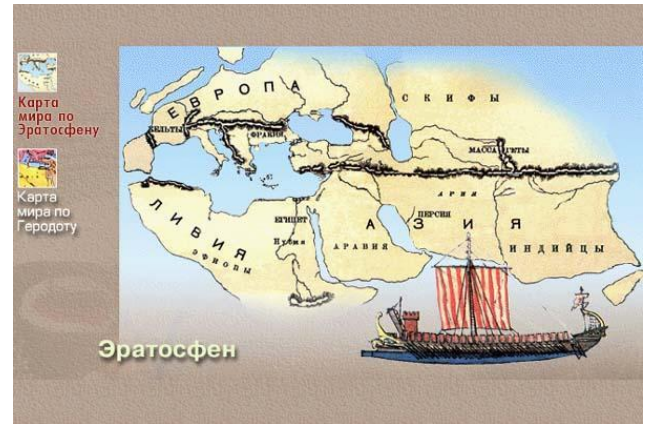 Карта
мира по
Эратосфену
Карта
мира по
Геродоту
ЕВРОПА
СКИФЫ
КЕЛЬТЫ
ФРАКИЯ
МАССАГЕТЫ
АРИЯ
ЛИВИЯ
ЕГИПЕТ
ПЕРСИЯ
АЗИЯ
Нубия
ЭФИОПЫ
АРАВИЯ
ИНДИЙЦЫ
Эратосфен